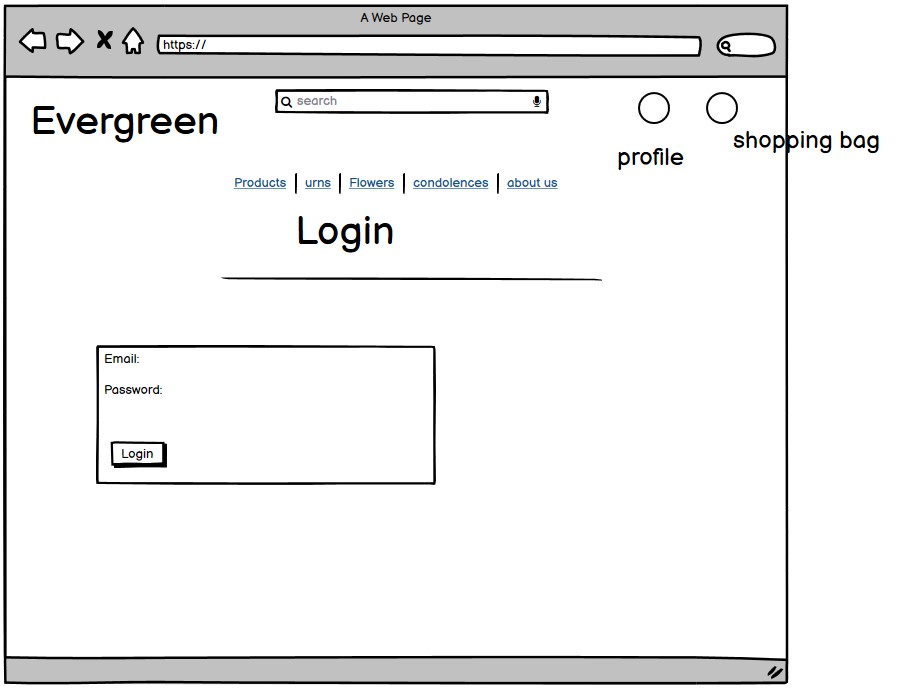 A Web Page
https://
Evergreen
search
profile
shopping bag
Products | urns | Flowers | condolences | about us
Login
Email:
Password:
Login